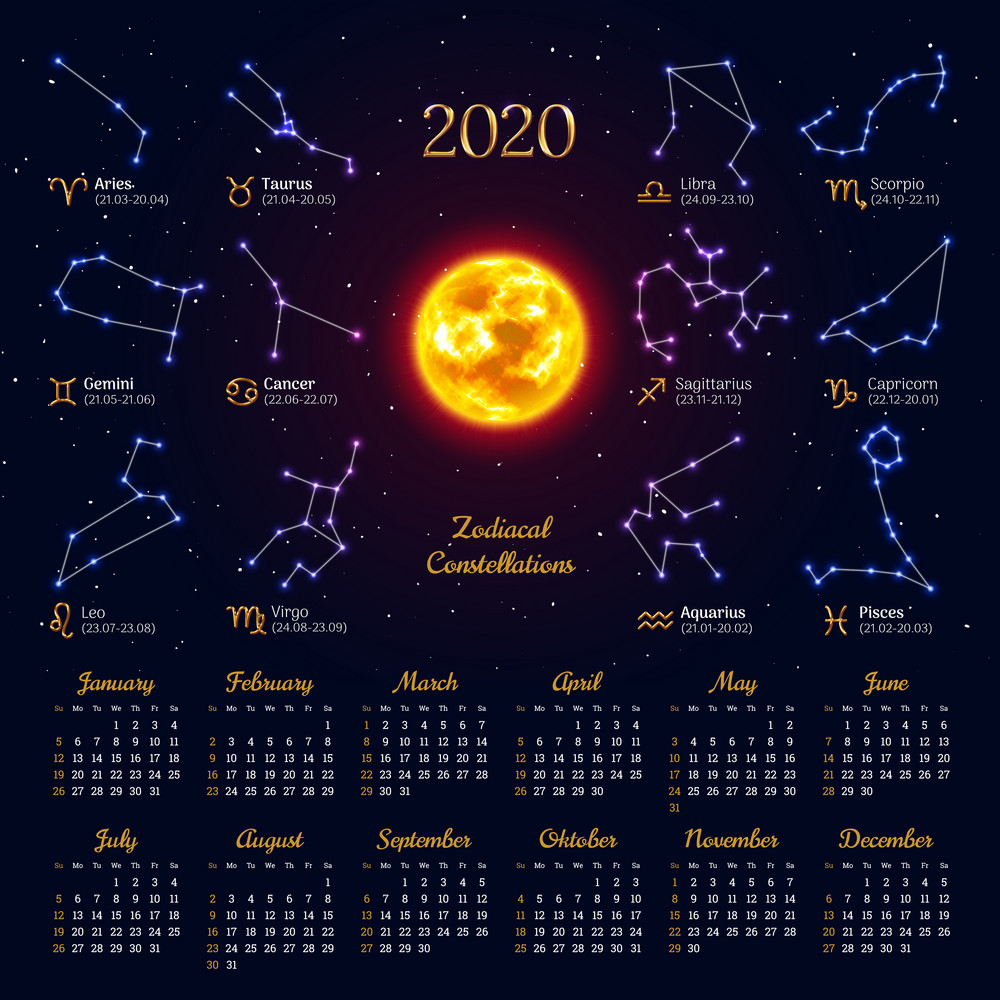 2020
Aries
(21.03-20.04)
Taurus
(21.04-20.05)
Libra
(24.09-23.10)
Scorpio
(24.10-22.11)
Gemini
(21.05-21.06)
Cancer
(22.06-22.07)
Sagittarius
(23.11-21.12)
Capricorn
(22.12-20.01)
Zodiacal
Constellations
Leo
(23.07-23.08)
Virgo
(24.08-23.09)
Aquarius
(21.01-20.02)
Pisces
(21.02-20.03)
January
Su Mo Tu We Th Fr Sa
1 2 3 4
5 6 7 8 9 10 11
12 13 14 15 16 17 18
19 20 21 22 23 24 25
26 27 28 29 30 31
February
Su Mo Tu We Th Fr Sa
1
2 3 4 5 6 7 8
9 10 11 12 13 14 15
16 17 18 19 20 21 22
23 24 25 26 27 28 29
March
Su Mo Tu We Th Fr Sa
1 2 3 4 5 6 7
8 9 10 11 12 13 14
15 16 17 18 19 20 21
22 23 24 25 26 27 28
29 30 31
April
Su Mo Tu We Th Fr Sa
1 2 3 4
5 6 7 8 9 10 11
12 13 14 15 16 17 18
19 20 21 22 23 24 25
26 27 28 29 30
May
Su Mo Tu We Th Fr Sa
1 2
3 4 5 6 7 8 9
10 11 12 13 14 15 16
17 18 19 20 21 22 23
24 25 26 27 28 29 30
31
June
Su Mo Tu We Th Fr Sa
1 2 3 4 5 6
7 8 9 10 11 12 13
14 15 16 17 18 19 20
21 22 23 24 25 26 27
28 29 30
July
Su Mo Tu We Th Fr Sa
1 2 3 4
5 6 7 8 9 10 11
12 13 14 15 16 17 18
19 20 21 22 23 24 25
26 27 28 29 30 31
August
Su Mo Tu We Th Fr Sa
1
2 3 4 5 6 7 8
9 10 11 12 13 14 15
16 17 18 19 20 21 22
23 24 25 26 27 28 29
30 31
September
Su Mo Tu We Th Fr Sa
1 2 3 4 5
6 7 8 9 10 11 12
13 14 15 16 17 18 19
20 21 22 23 24 25 26
27 28 29 30
Oktober
Su Mo Tu We Th Fr Sa
1 2 3
4 5 6 7 8 9 10
11 12 13 14 15 16 17
18 19 20 21 22 23 24
25 26 27 28 29 30 31
November
Su Mo Tu We Th Fr Sa
1 2 3 4 5 6 7
8 9 10 11 12 13 14
15 16 17 18 19 20 21
22 23 24 25 26 27 28
29 30
December
Su Mo Tu We Th Fr Sa
1 2 3 4 5
6 7 8 9 10 11 12
13 14 15 16 17 18 19
20 21 22 23 24 25 26
27 28 29 30 31